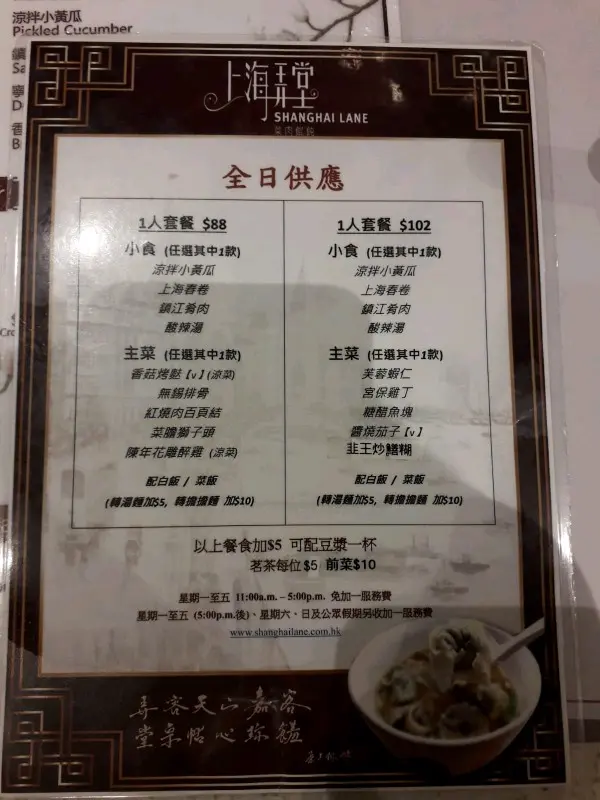 涼拌小黃瓜
Pickled Cucumber
上海弄堂
SHANGHAI LANE
菜肉餛飩
全日供應
1人套餐 $88
小食 (任選其中1款)
涼拌小黃瓜
上海春卷
鎮江肴肉
酸辣湯
主菜 (任選其中1款)
香菇烤麩【v】(涼菜)
無錫排骨
紅燒肉百頁結
菜膽獅子頭
陳年花雕醉雞 (涼菜)
配白飯 / 菜飯
(轉湯麵加$5, 轉擔擔麵 加$10)
1人套餐 $102
小食 (任選其中1款)
涼拌小黃瓜
上海春卷
鎮江肴肉
酸辣湯
主菜 (任選其中1款)
芙蓉蝦仁
宮保雞丁
糖醋魚塊
醬燒茄子【v】
韭王炒鱔糊
配白飯 / 菜飯
(轉湯麵加$5, 轉擔擔麵 加$10)
以上餐食加$5 可配豆漿一杯
茗茶每位$5 前菜$10
星期一至五 11:00a.m. – 5:00p.m. 免加一服務費
星期一至五 (5:00p.m.後)、星期六、日及公眾假期另收加一服務費
www.shanghailane.com.hk